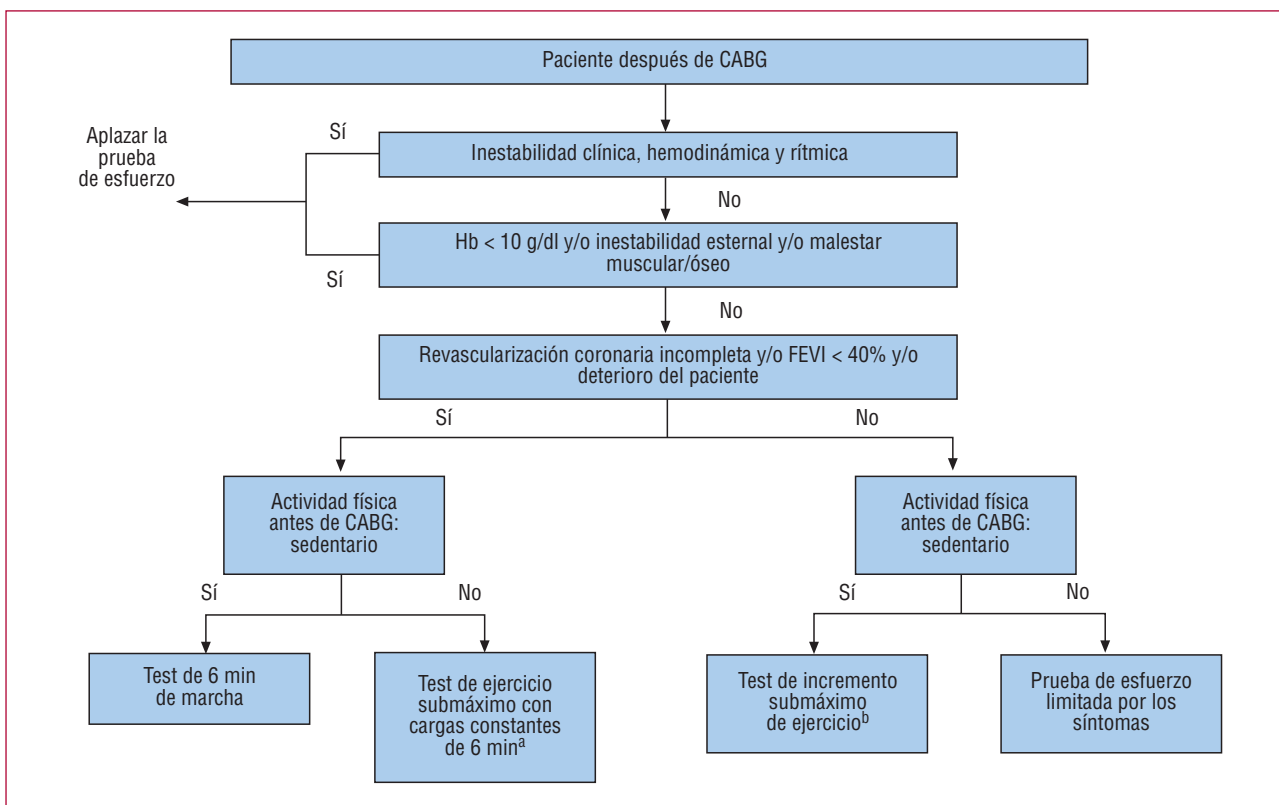 Paciente después de CABG
Sí
Aplazar la
prueba
de esfuerzo
Inestabilidad clínica, hemodinámica y rítmica
No
Hb < 10 g/dl y/o inestabilidad esternal y/o malestar
muscular/óseo
Sí
No
Revascularización coronaria incompleta y/o FEVI < 40% y/o
deterioro del paciente
Sí
No
Actividad física
antes de CABG:
sedentario
Actividad física
antes de CABG:
sedentario
Sí
No
Sí
No
Test de 6 min
de marcha
Test de ejercicio
submáximo con
cargas constantes
de 6 minª
Test de incremento
submáximo
de ejercicioᵇ
Prueba de esfuerzo
limitada por los
síntomas